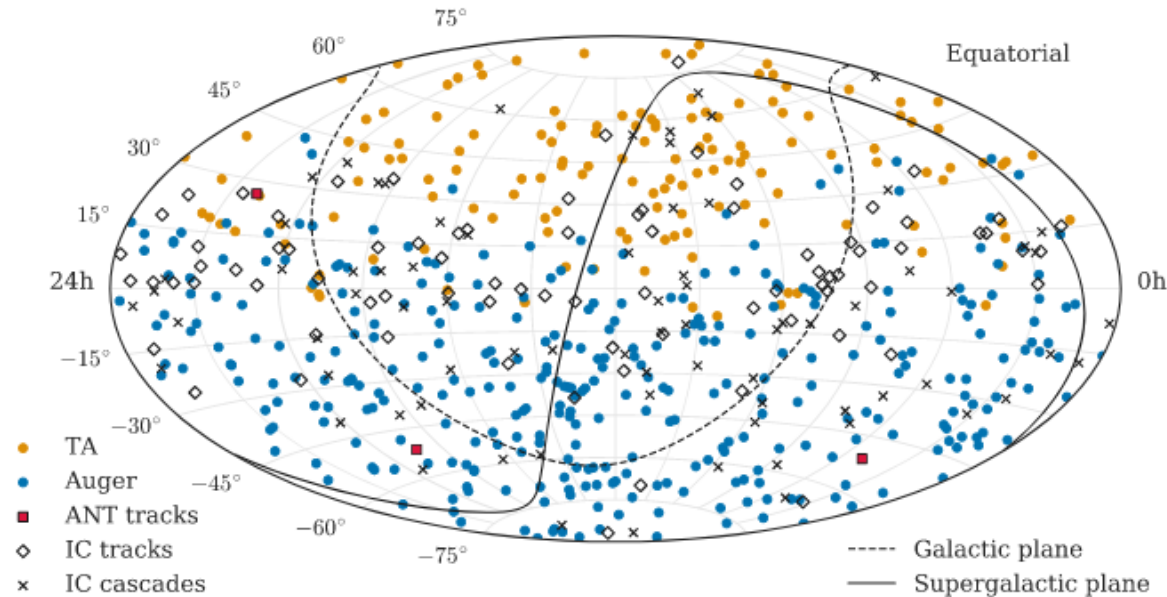 75°
60°
Equatorial
45°
30°
15°
24h
0h
−15°
−30°
TA
Auger
−45°
ANT tracks
−60°
IC tracks
Galactic plane
−75°
IC cascades
Supergalactic plane